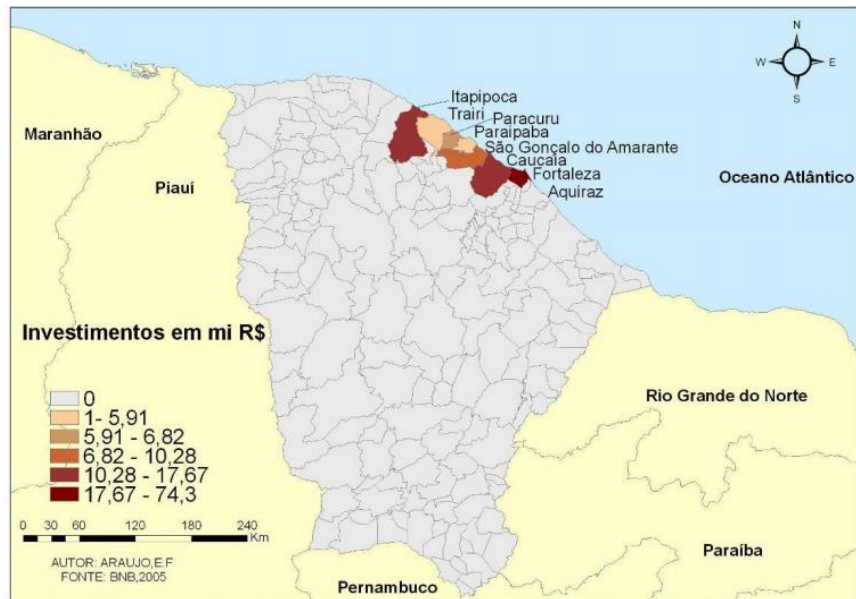 N
W E
S
Itapipoca
Trairi
Paracuru
Paraipaba
São Gonçalo do Amarante
Caucaia
Fortaleza
Aquiraz
Maranhão
Piauí
Oceano Atlântico
Investimentos em mi R$
0
1- 5,91
5,91 - 6,82
6,82 - 10,28
10,28 - 17,67
17,67 - 74,3
0 15 30 60 120 180 240
Km
AUTOR: ARAUJO,E.F
FONTE: BNB,2005
Rio Grande do Norte
Paraíba
Pernambuco